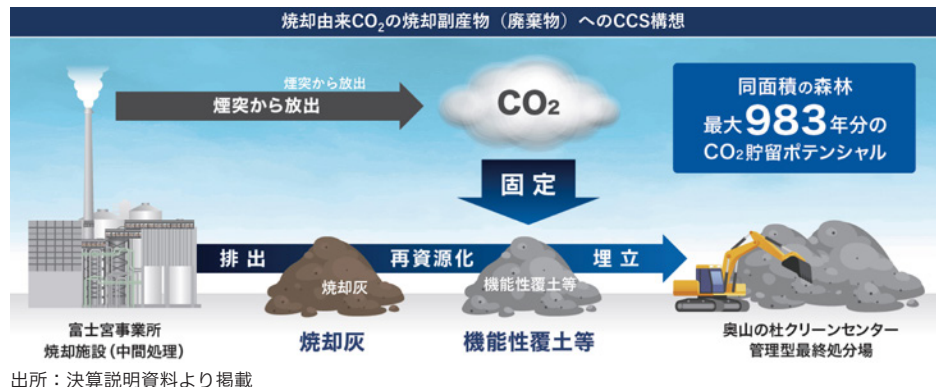 焼却由来CO₂の焼却副産物（廃棄物）へのCCS構想
煙突から放出
煙突から放出
CO₂
同面積の森林
最大983年分の
CO₂貯留ポテンシャル
固定
排出
焼却灰
再資源化
機能性覆土等
埋立
富士宮事業所
焼却施設（中間処理）
焼却灰
機能性覆土等
奥山の杜クリーンセンター
管理型最終処分場
出所：決算説明資料より掲載